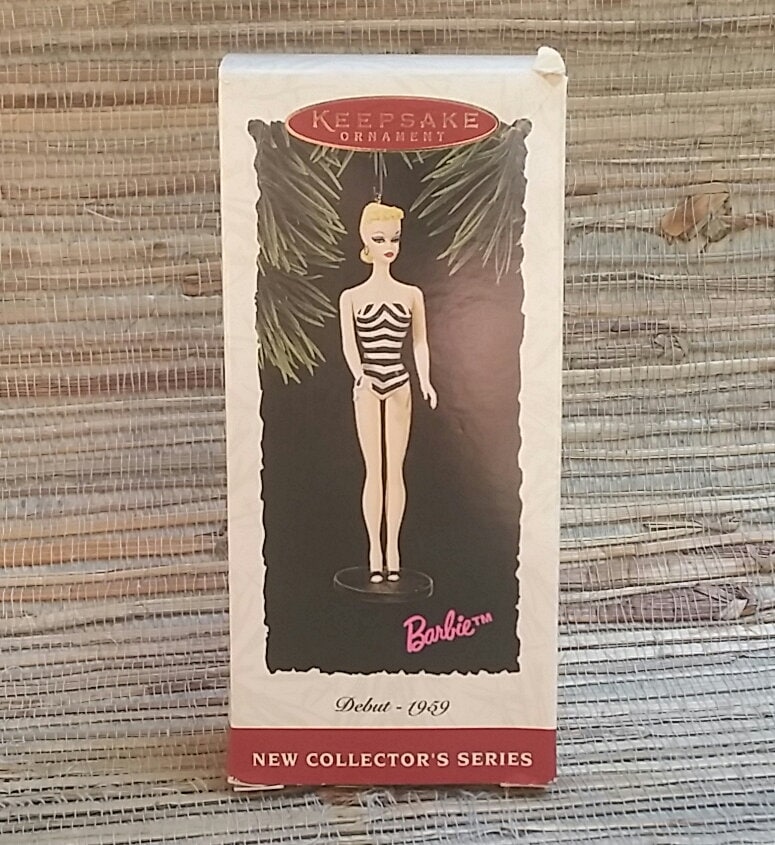 KEEPSAKE
ORNAMENT
Barbie™
Debut - 1959
NEW COLLECTOR'S SERIES